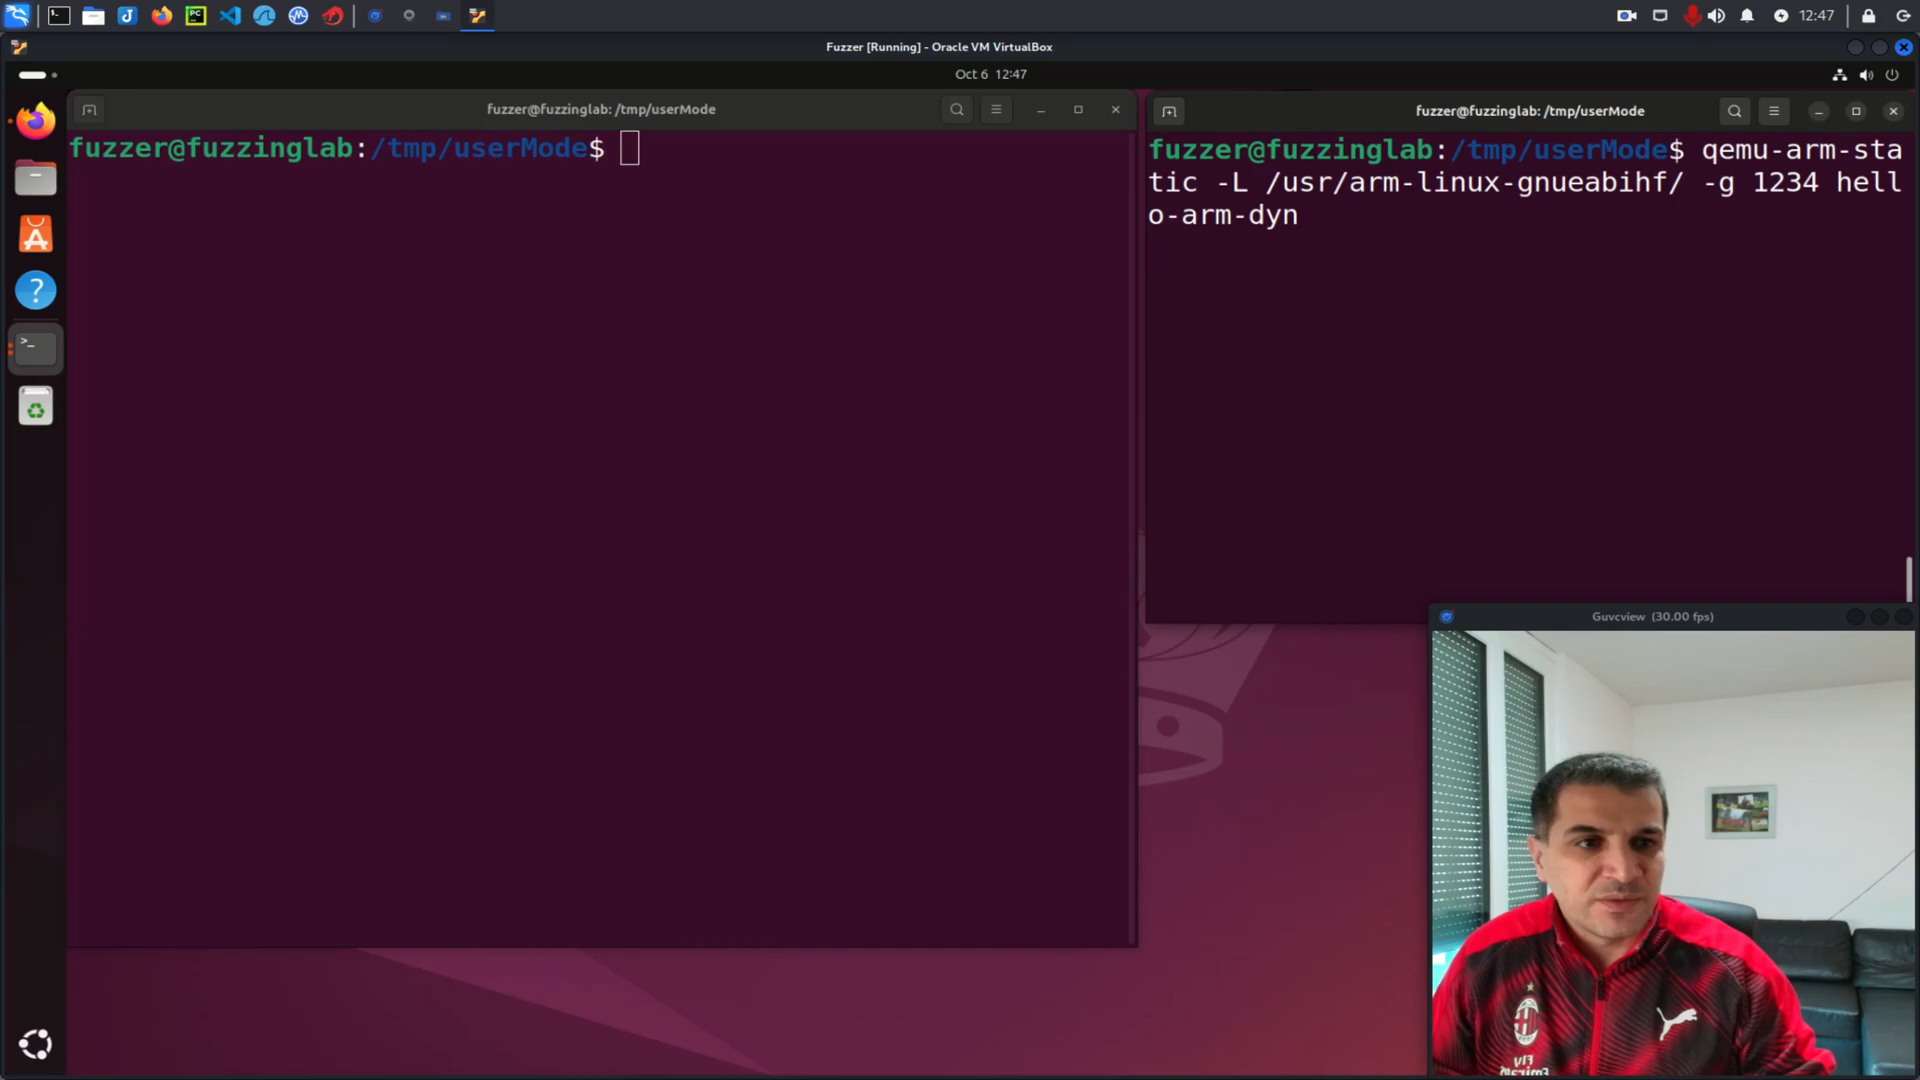 12:47
Fuzzer [Running] - Oracle VM VirtualBox
Oct 6 12:47
fuzzer@fuzzinglab: /tmp/userMode
fuzzer@fuzzinglab:/tmp/userMode$
fuzzer@fuzzinglab: /tmp/userMode
fuzzer@fuzzinglab:/tmp/userMode$ qemu-arm-sta
tic -L /usr/arm-linux-gnueabihf/ -g 1234 hell
o-arm-dyn
Guvcview (30.00 fps)
Fly
Emirates